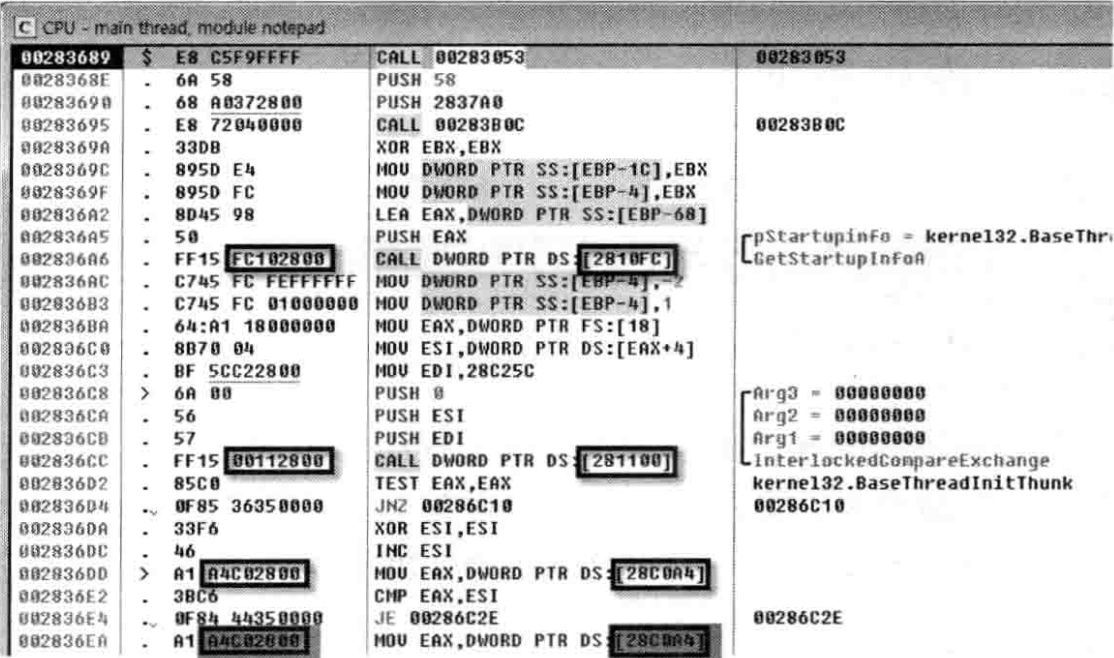 C CPU - main thread, module notepad
00283689 $ E8 C5F9FFFF CALL 00283053 00283053
0028368E . 6A 58 PUSH 58
00283690 . 68 A0372800 PUSH 2837A0
00283695 . E8 72040000 CALL 00283B0C 00283B0C
0028369A . 33DB XOR EBX,EBX
0028369C . 895D E4 MOV DWORD PTR SS:[EBP-1C],EBX
0028369F . 895D FC MOV DWORD PTR SS:[EBP-4],EBX
002836A2 . 8D45 98 LEA EAX,DWORD PTR SS:[EBP-68]
002836A5 . 50 PUSH EAX pStartupinfo = kernel32.BaseThr
002836A6 . FF15 FC102800 CALL DWORD PTR DS:[2810FC] GetStartupInfoA
002836AC . C745 FC FEFFFFFF MOV DWORD PTR SS:[EBP-4],-2
002836B3 . C745 FC 01000000 MOV DWORD PTR SS:[EBP-4],1
002836BA . 64:A1 18000000 MOV EAX,DWORD PTR FS:[18]
002836C0 . 8B70 04 MOV ESI,DWORD PTR DS:[EAX+4]
002836C3 . BF 5CC22800 MOV EDI,28C25C
002836C8 > 6A 00 PUSH 0 Arg3 = 00000000
002836CA . 56 PUSH ESI Arg2 = 00000000
002836CB . 57 PUSH EDI Arg1 = 00000000
002836CC . FF15 00112800 CALL DWORD PTR DS:[281100] InterlockedCompareExchange
002836D2 . 85C0 TEST EAX,EAX kernel32.BaseThreadInitThunk
002836D4 .v 0F85 36350000 JNZ 00286C10 00286C10
002836DA . 33F6 XOR ESI,ESI
002836DC . 46 INC ESI
002836DD > A1 A4C02800 MOV EAX,DWORD PTR DS:[28C0A4]
002836E2 . 3BC6 CMP EAX,ESI
002836E4 .v 0F84 44350000 JE 00286C2E 00286C2E
002836EA . A1 A4C02800 MOV EAX,DWORD PTR DS:[28C0A4]